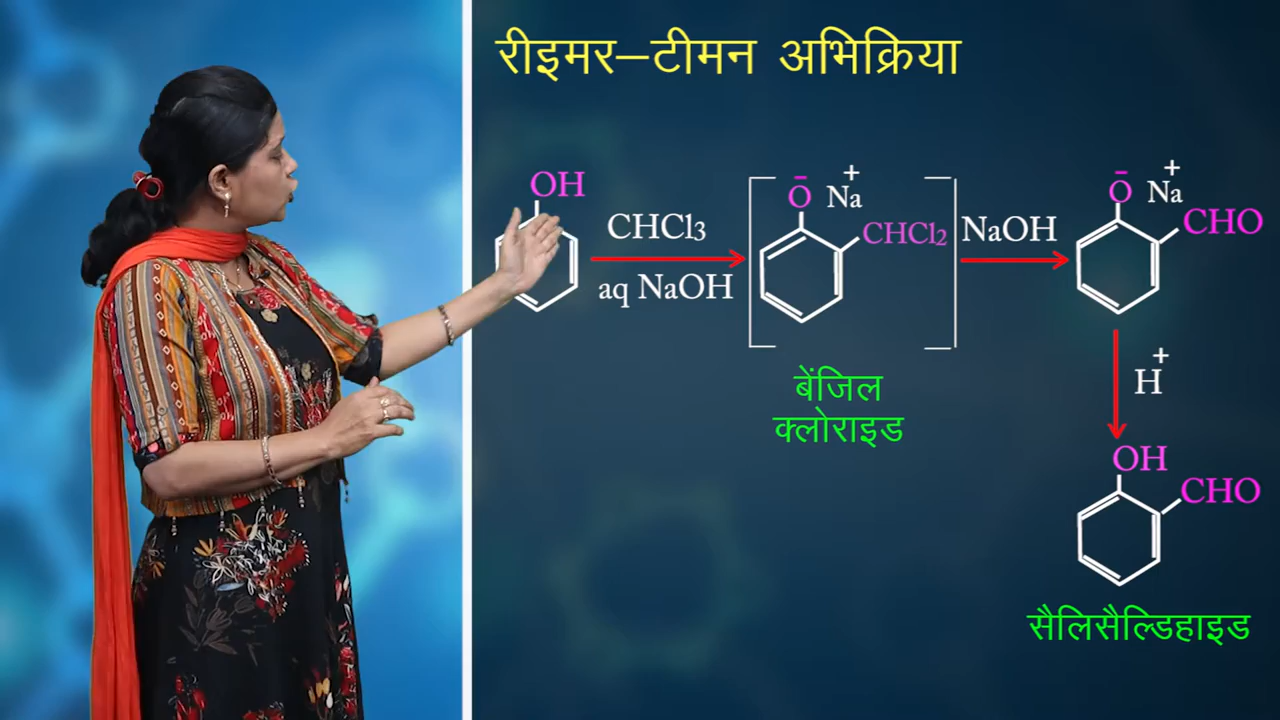 रीइमर–टीमन अभिक्रिया
OH
CHCl3
aq NaOH
Ō Na+
CHCl2
NaOH
Ō Na+
CHO
बेंजिल
क्लोराइड
H+
OH
CHO
सैलिसैल्डिहाइड